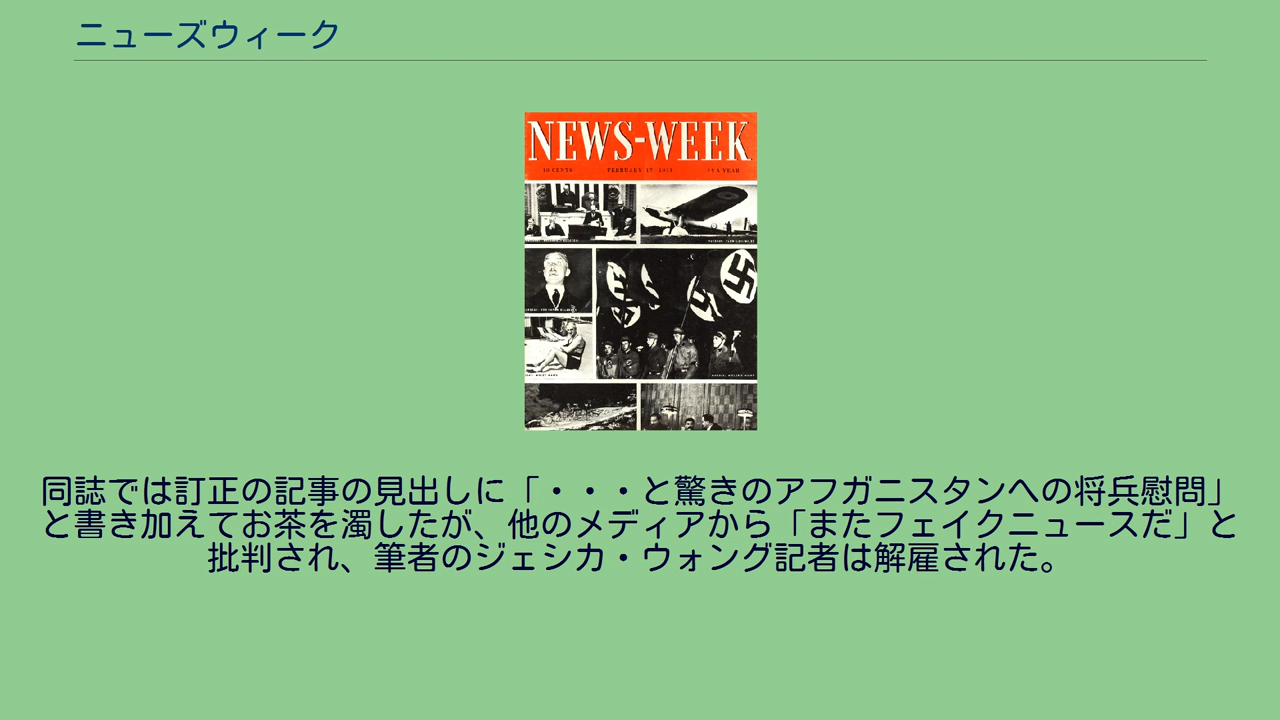 ニューズウィーク
NEWS-WEEK
10 CENTS FEBRUARY 17 1933
同誌では訂正の記事の見出しに「・・・と驚きのアフガニスタンへの将兵慰問」
と書き加えてお茶を濁したが、他のメディアから「またフェイクニュースだ」と
批判され、筆者のジェシカ・ウォング記者は解雇された。